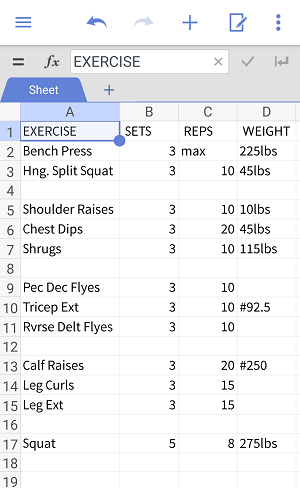 = fx EXERCISE
Sheet +
A B C D
1 EXERCISE SETS REPS WEIGHT
2 Bench Press 3 max 225lbs
3 Hng. Split Squat 3 10 45lbs
4
5 Shoulder Raises 3 10 10lbs
6 Chest Dips 3 20 45lbs
7 Shrugs 3 10 115lbs
8
9 Pec Dec Flyes 3 10
10 Tricep Ext 3 10 #92.5
11 Rvrse Delt Flyes 3 10
12
13 Calf Raises 3 20 #250
14 Leg Curls 3 15
15 Leg Ext 3 15
16
17 Squat 5 8 275lbs
18
19